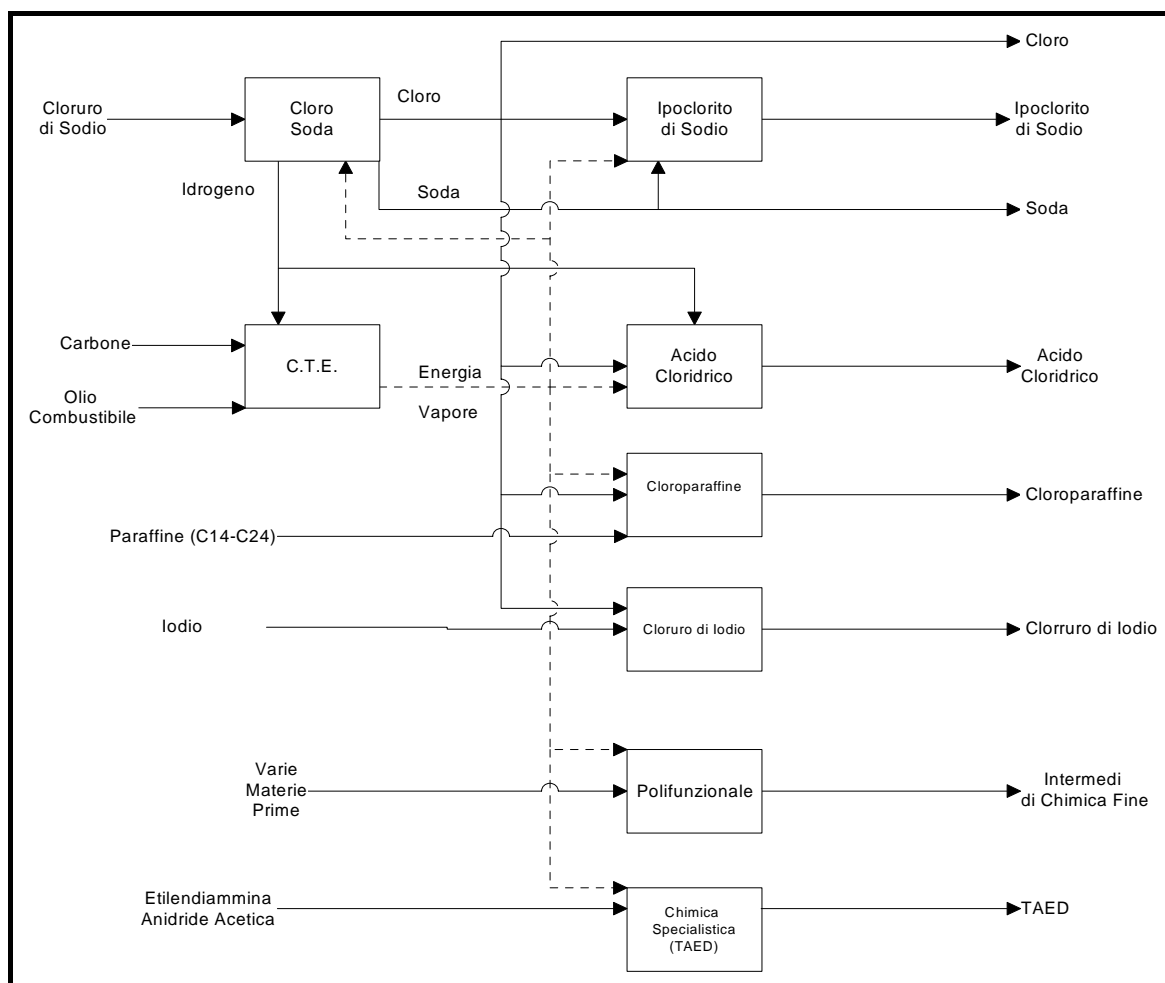 Cloro
Cloruro
di Sodio
Cloro
Soda
Cloro
Ipoclorito
di Sodio
Ipoclorito
di Sodio
Idrogeno
Soda
Soda
Carbone
C.T.E.
Energia
Acido
Cloridrico
Acido
Cloridrico
Olio
Combustibile
Vapore
Cloroparaffine
Cloroparaffine
Paraffine (C14-C24)
Iodio
Cloruro di Iodio
Clorruro di Iodio
Varie
Materie
Prime
Polifunzionale
Intermedi
di Chimica Fine
Etilendiammina
Anidride Acetica
Chimica
Specialistica
(TAED)
TAED